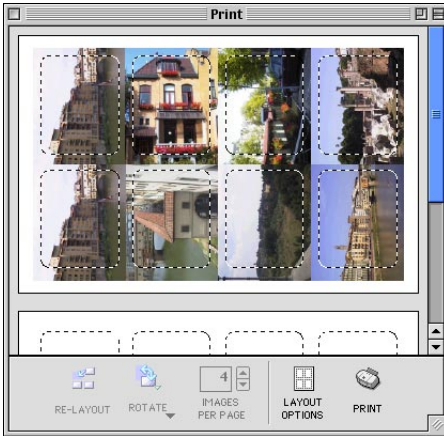 Print
RE-LAYOUT
ROTATE
4
IMAGES
PER PAGE
LAYOUT
OPTIONS
PRINT